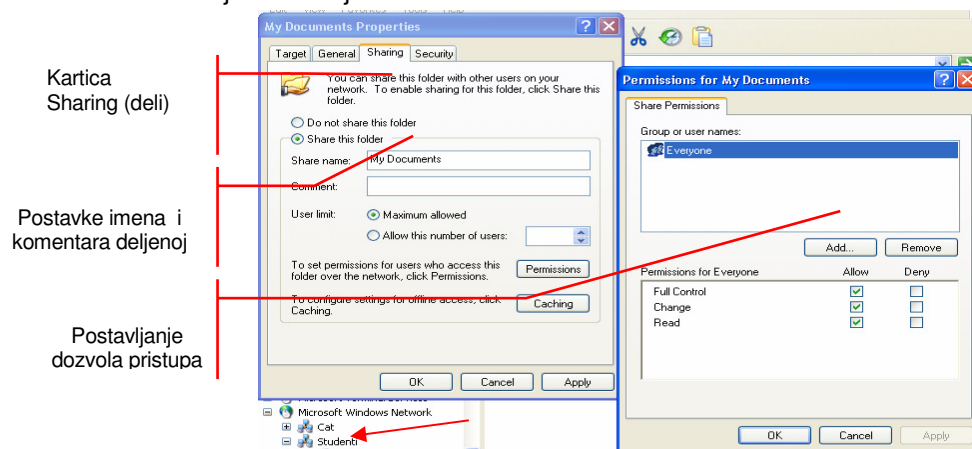 Edit View Favorites Tools Help
My Documents Properties
Target General Sharing Security
You can share this folder with other users on your
network. To enable sharing for this folder, click Share this
folder.
Do not share this folder
Share this folder
Share name: My Documents
Comment:
User limit: Maximum allowed
Allow this number of users:
To set permissions for users who access this
folder over the network, click Permissions.
Permissions
To configure settings for offline access, click
Caching.
Caching
OK Cancel Apply
Kartica
Sharing (deli)
Postavke imena i
komentara deljenoj
Postavljanje
dozvola pristupa
Permissions for My Documents
Share Permissions
Group or user names:
Everyone
Add... Remove
Permissions for Everyone Allow Deny
Full Control
Change
Read
OK Cancel Apply
Microsoft Windows Network
Cat
Studenti